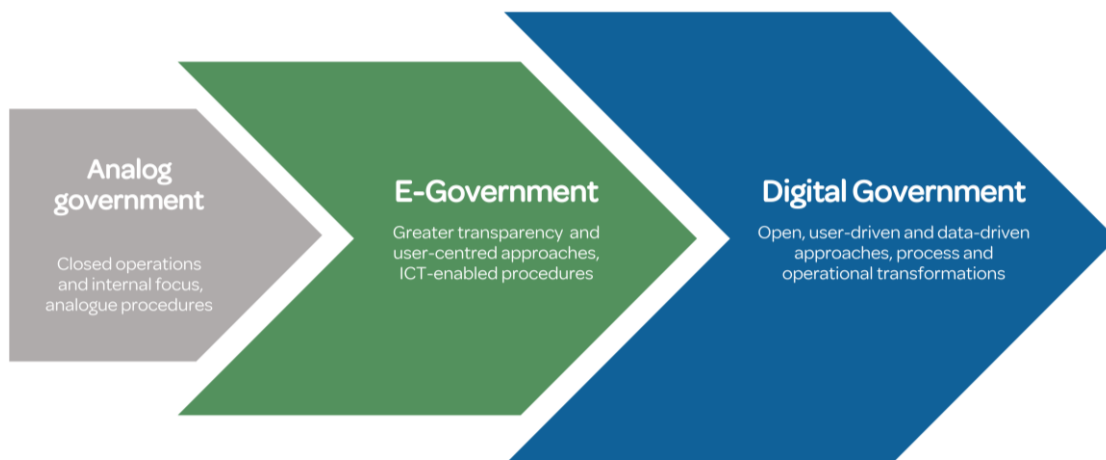 Analog
government
Closed operations
and internal focus,
analogue procedures
E-Government
Greater transparency and
user-centred approaches,
ICT-enabled procedures
Digital Government
Open, user-driven and data-driven
approaches, process and
operational transformations